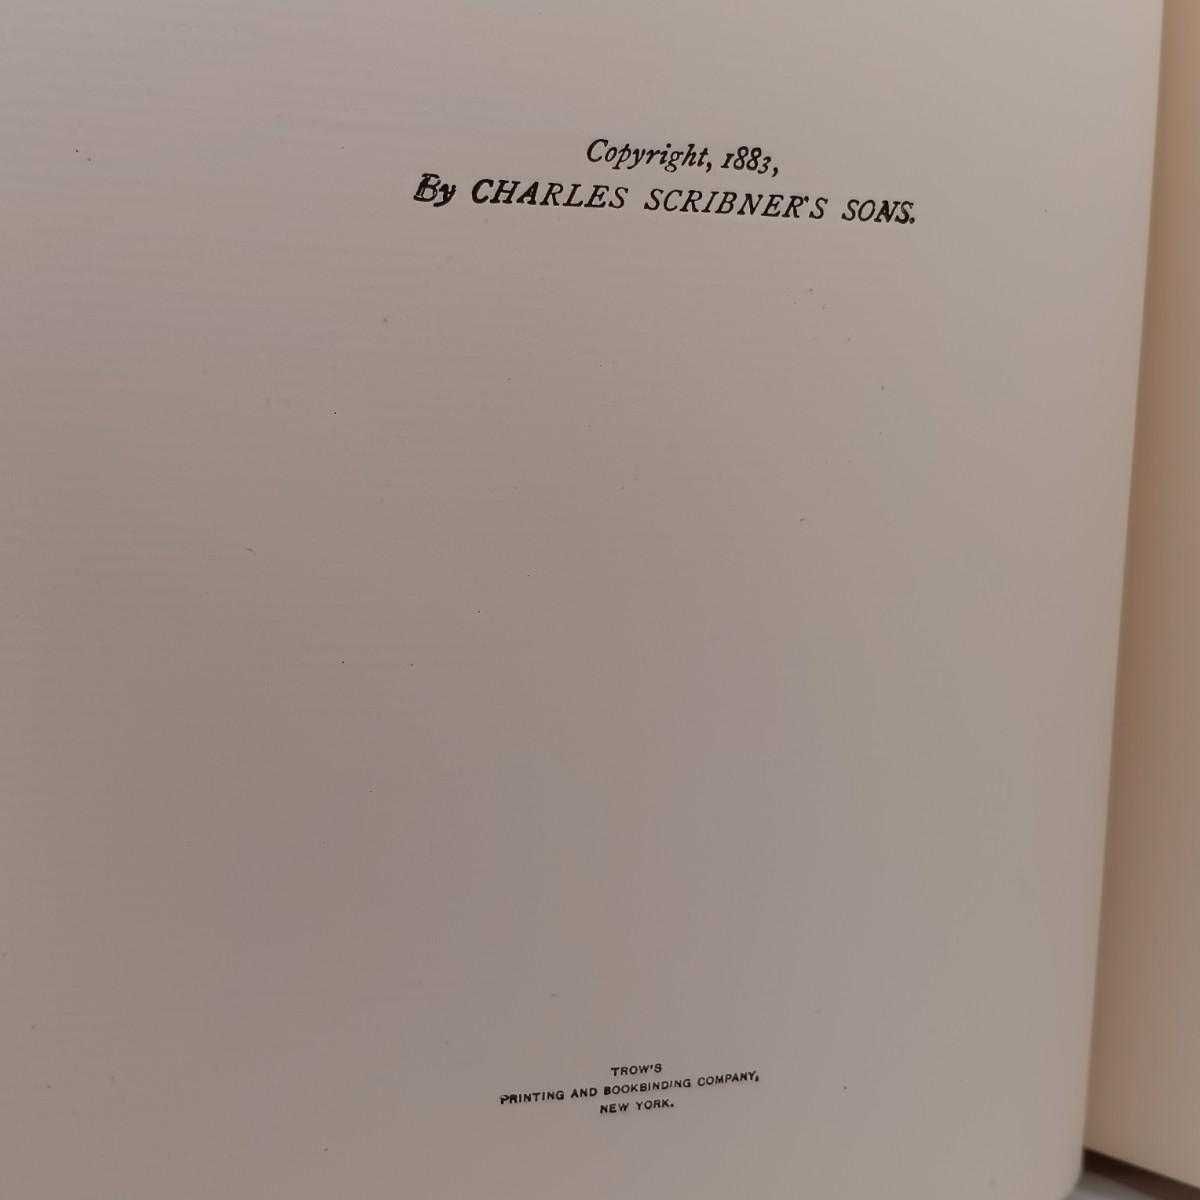 Copyright, 1883,
By CHARLES SCRIBNER'S SONS.
TROW'S
PRINTING AND BOOKBINDING COMPANY,
NEW YORK.